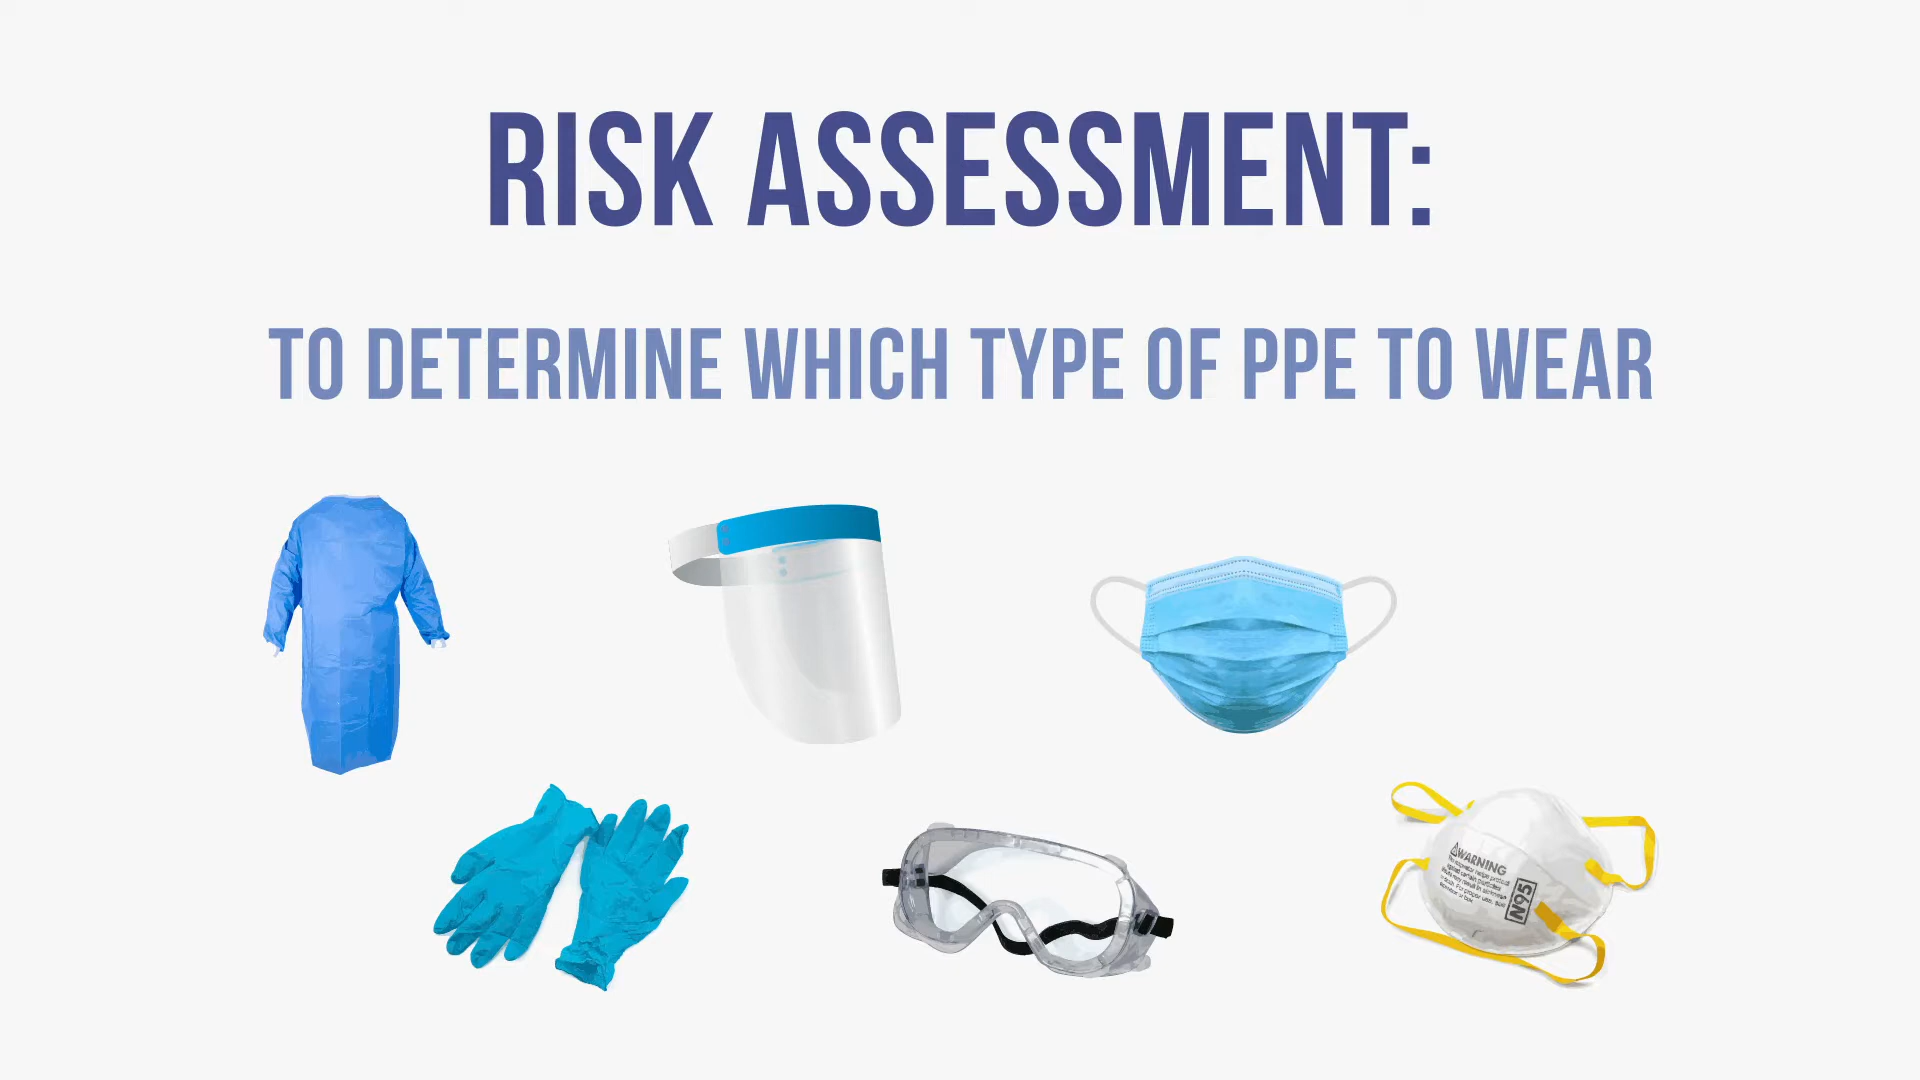 RISK ASSESSMENT:
TO DETERMINE WHICH TYPE OF PPE TO WEAR
WARNING
N95